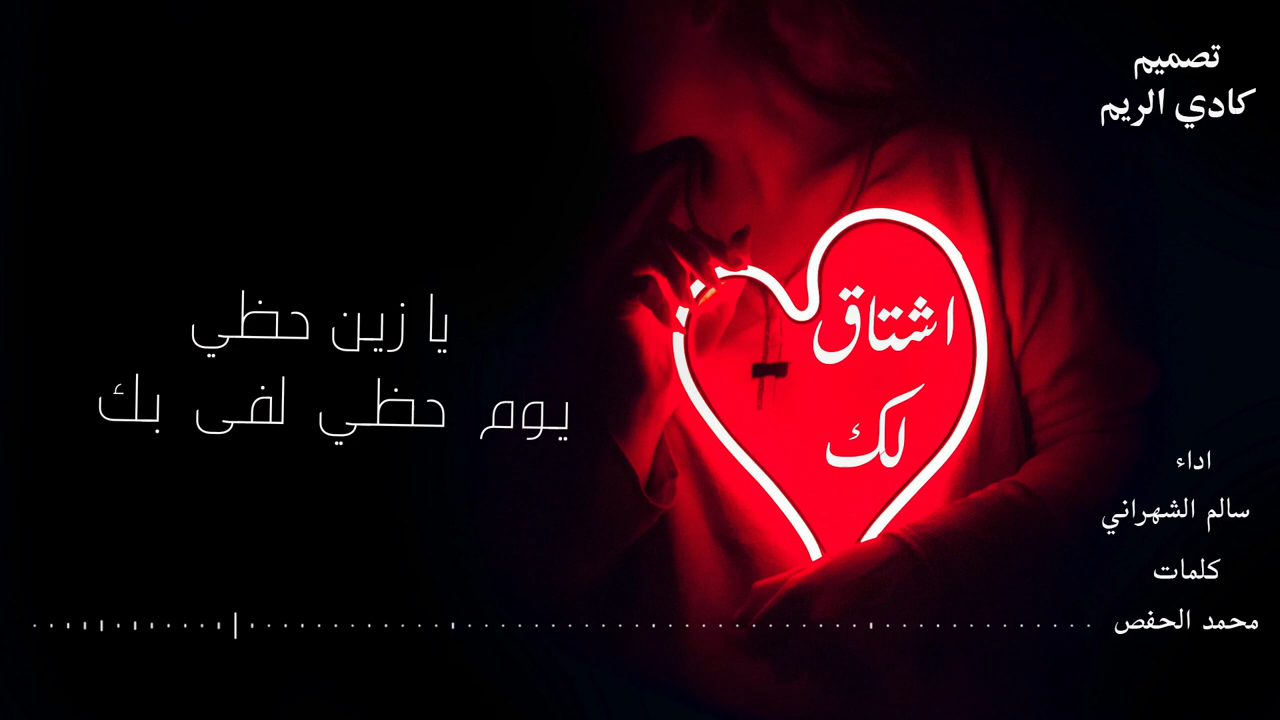 تصميم
كادي الريم
اشتاق
لك
يا زين حظي
يوم حظي لفى بك
اداء
سالم الشهراني
كلمات
محمد الحفص